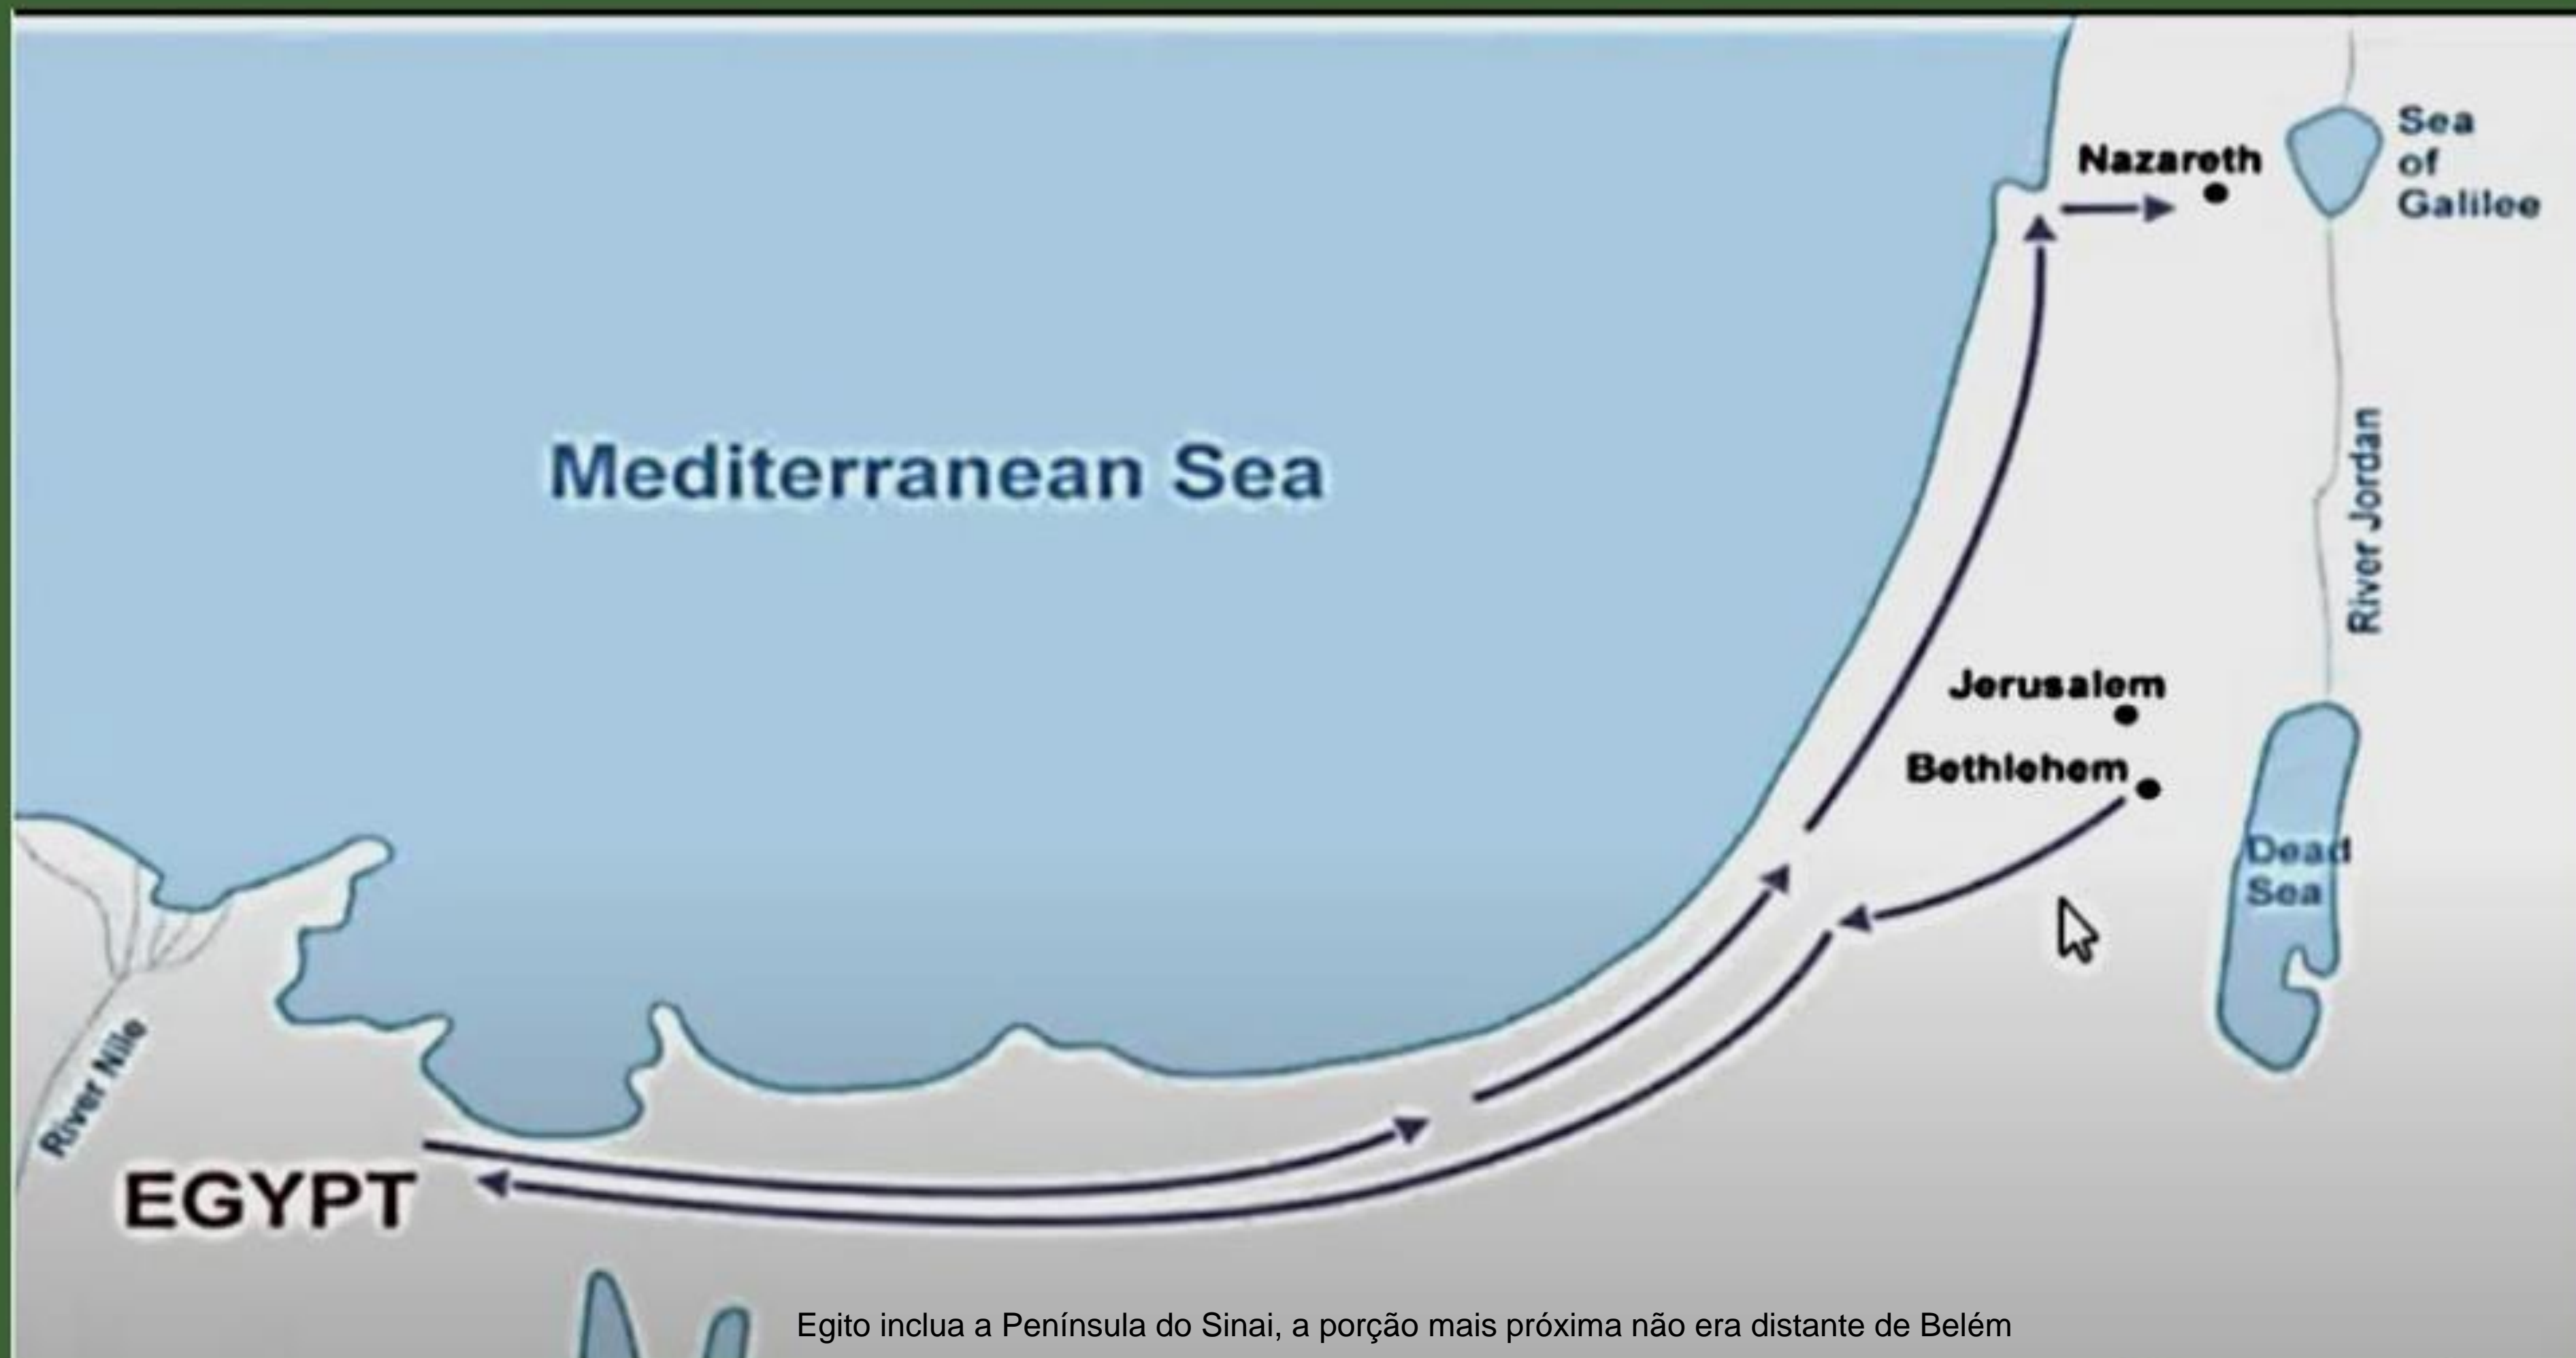 Sea
of
Galilee
Nazareth
Mediterranean Sea
River Jordan
Jerusalem
Bethlehem
Dead
Sea
River Nile
EGYPT
Egito inclua a Península do Sinai, a porção mais próxima não era distante de Belém